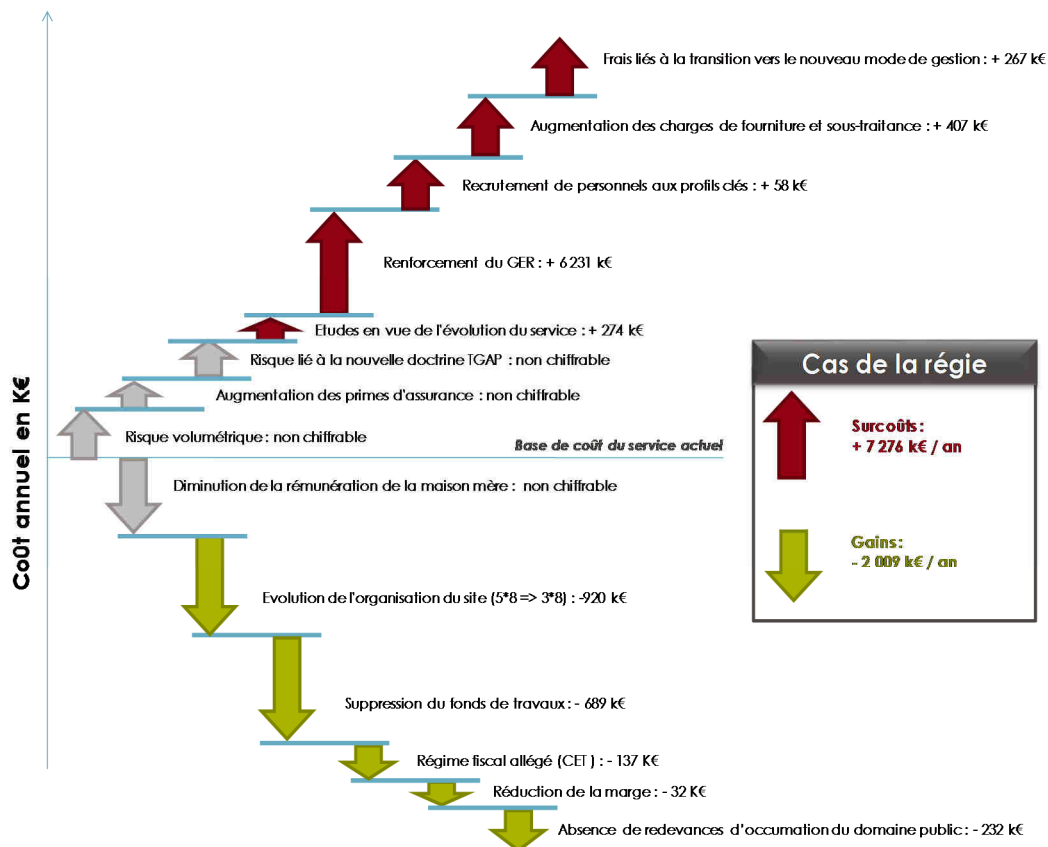 Frais liés à la transition vers le nouveau mode de gestion : + 267 k€
Augmentation des charges de fourniture et sous-traitance : + 407 k€
Recrutement de personnels aux profils clés : + 58 k€
Renforcement du GER : + 6 231 k€
Etudes en vue de l'évolution du service : + 274 k€
Risque lié à la nouvelle doctrine TGAP : non chiffrable
Augmentation des primes d'assurance : non chiffrable
Risque volumétrique : non chiffrable
Base de coût du service actuel
Diminution de la rémunération de la maison mère : non chiffrable
Evolution de l'organisation du site (5*8 => 3*8) : -920 k€
Suppression du fonds de travaux : - 689 k€
Régime fiscal allégé (CET) : - 137 K€
Réduction de la marge : - 32 K€
Absence de redevances d'occumation du domaine public : - 232 k€
Coût annuel en K€
Cas de la régie
Surcoûts :
+ 7 276 k€ / an
Gains :
- 2 009 k€ / an